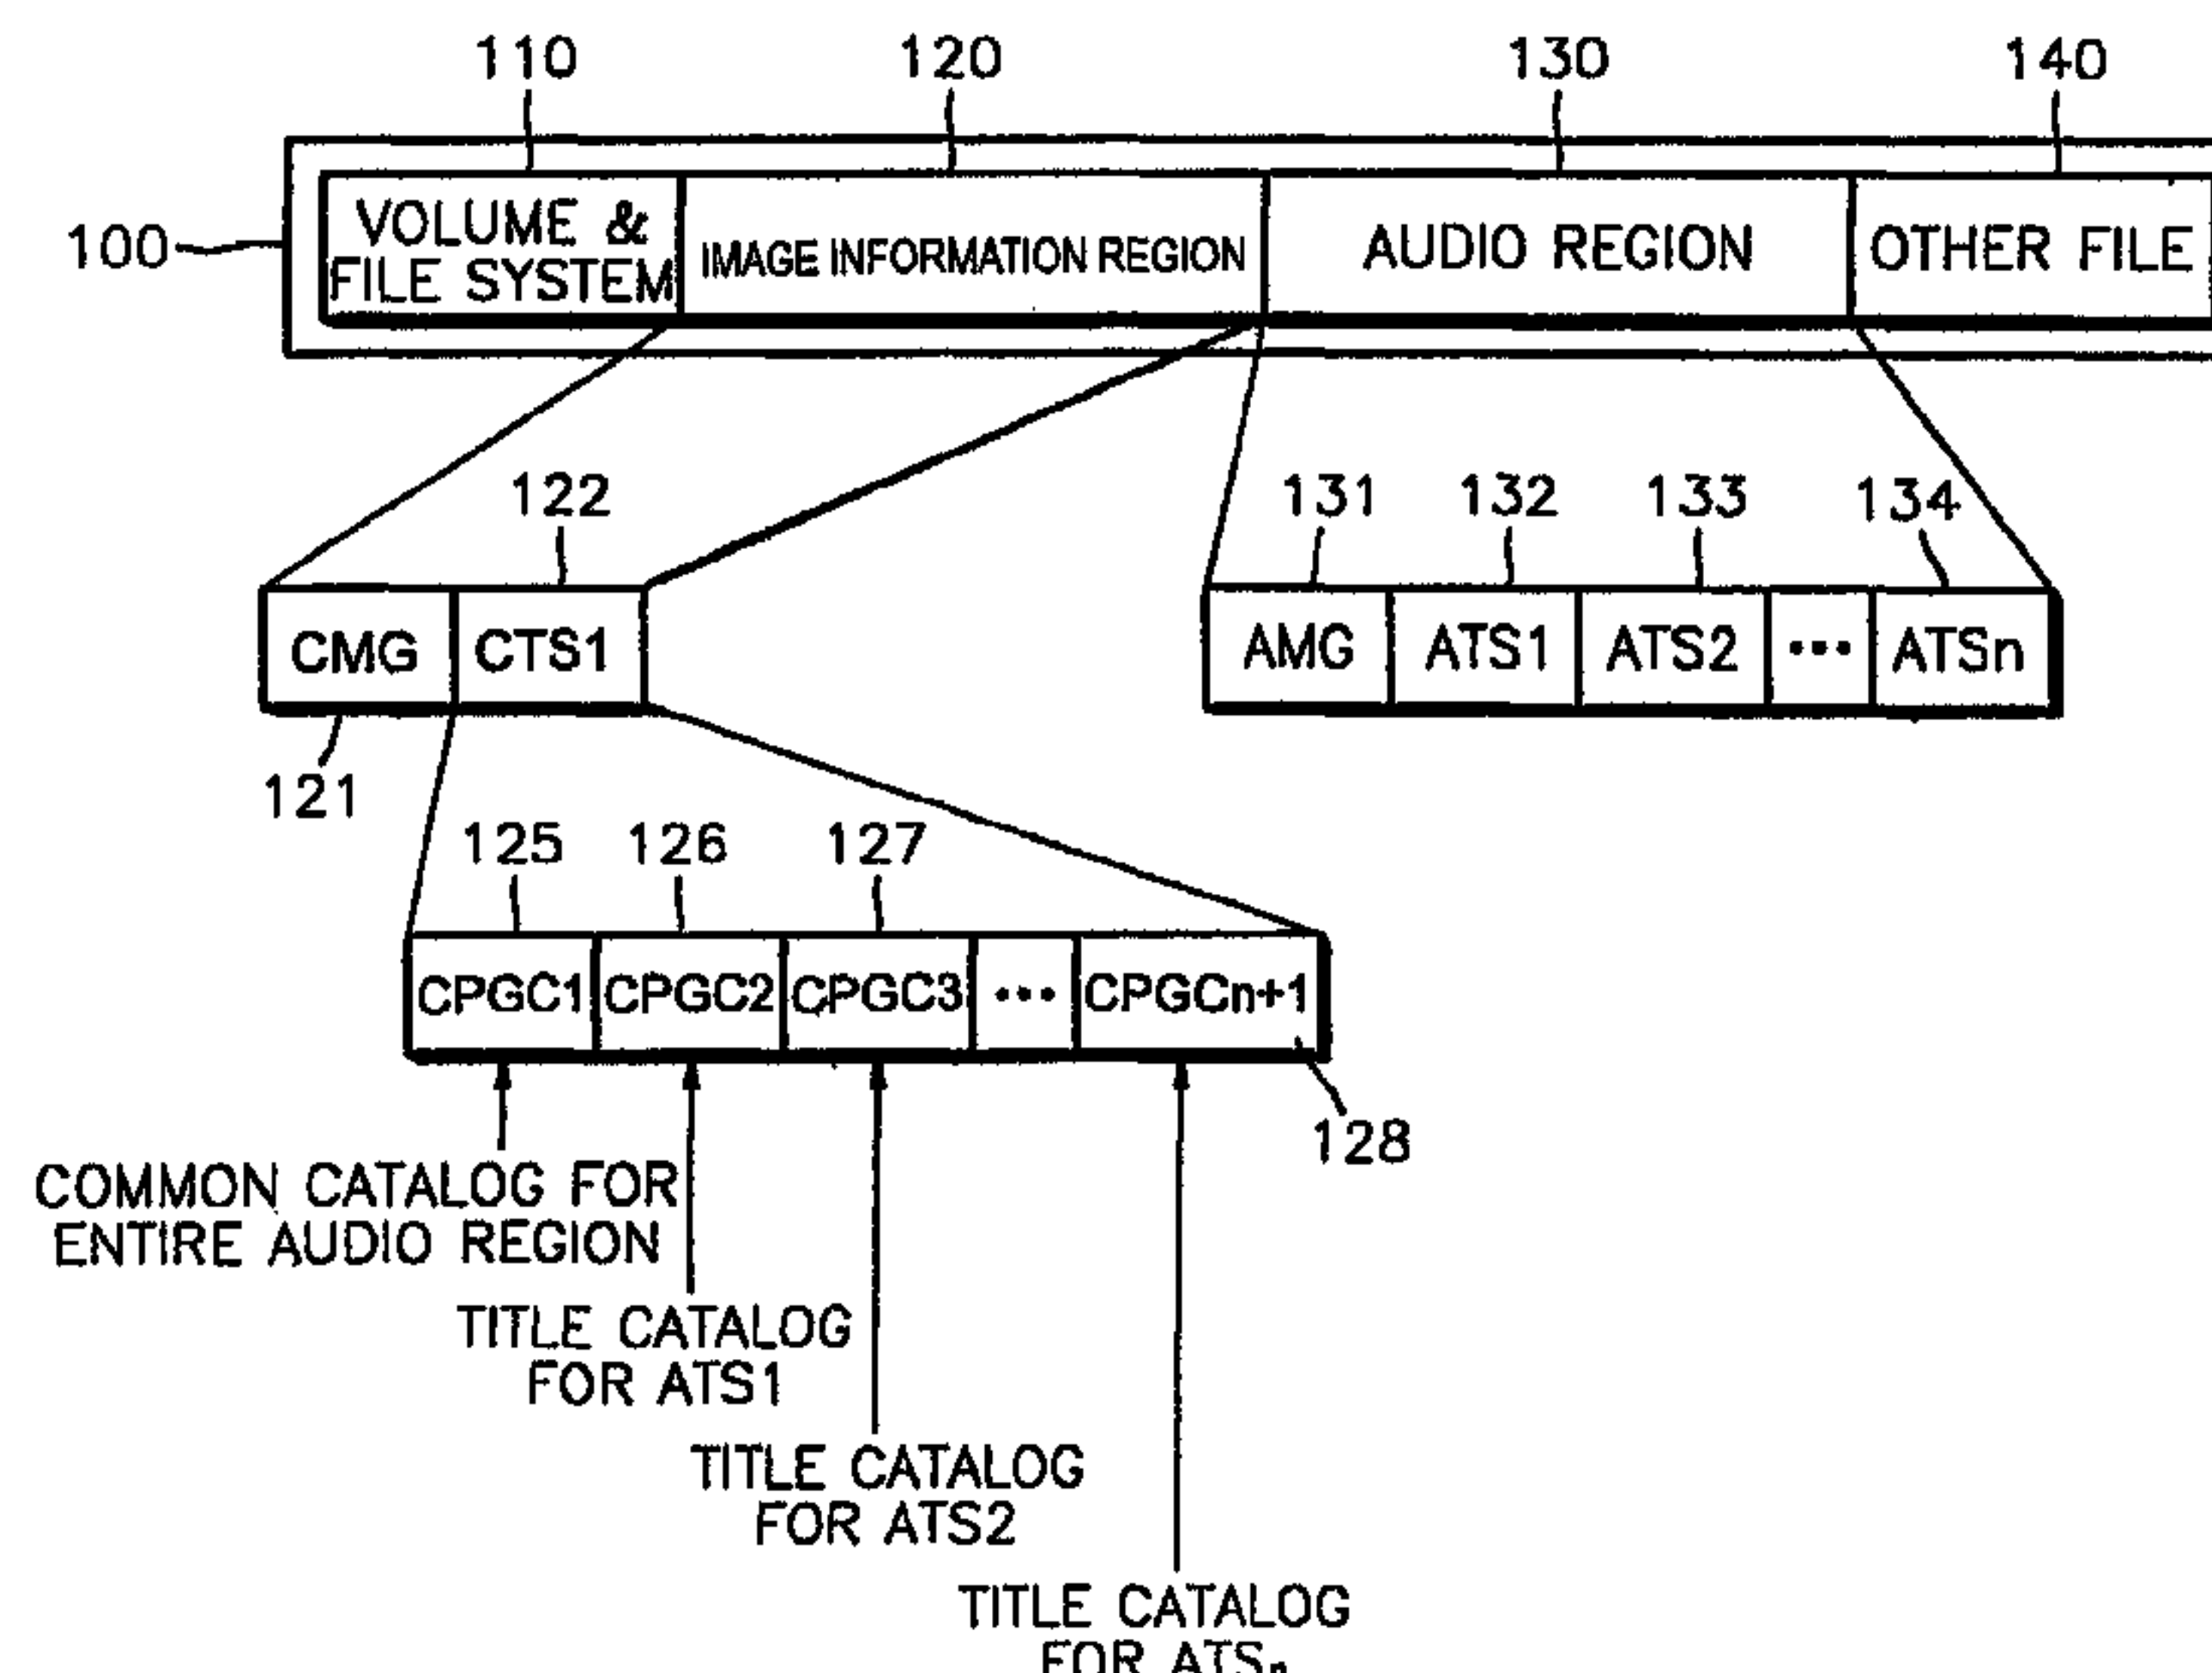 110
120
130
140
100
VOLUME &
FILE SYSTEM
IMAGE INFORMATION REGION
AUDIO REGION
OTHER FILE
122
131
132
133
134
CMG
CTS1
AMG
ATS1
ATS2
...
ATSn
121
125
126
127
CPGC1
CPGC2
CPGC3
...
CPGCn+1
128
COMMON CATALOG FOR
ENTIRE AUDIO REGION
TITLE CATALOG
FOR ATS1
TITLE CATALOG
FOR ATS2
TITLE CATALOG
FOR ATSn